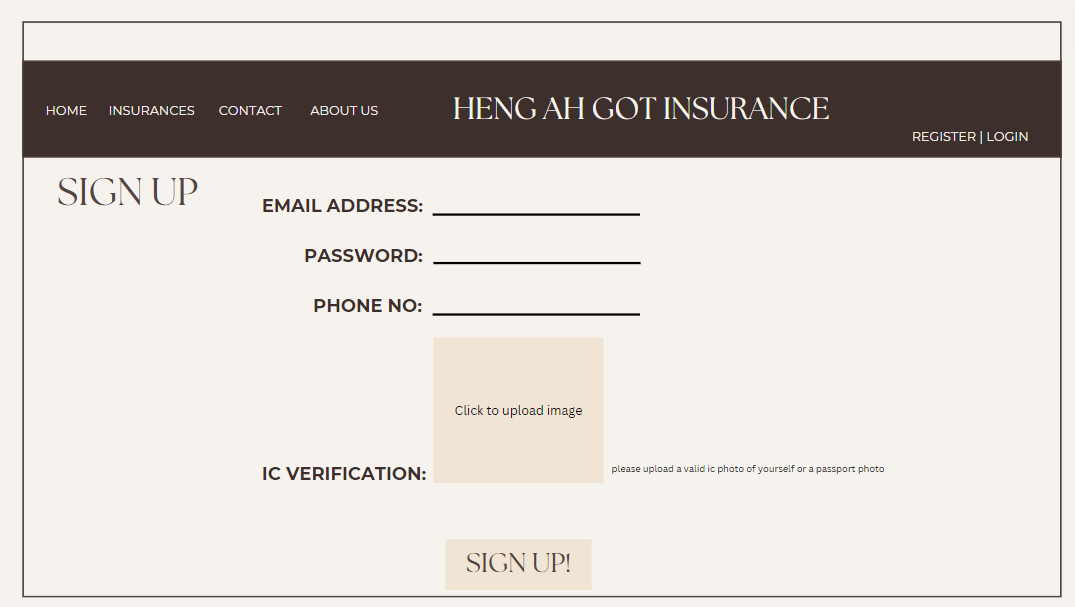 HOME INSURANCES CONTACT ABOUT US HENG AH GOT INSURANCE
REGISTER | LOGIN
SIGN UP
EMAIL ADDRESS:
PASSWORD:
PHONE NO:
Click to upload image
IC VERIFICATION: please upload a valid ic photo of yourself or a passport photo
SIGN UP!